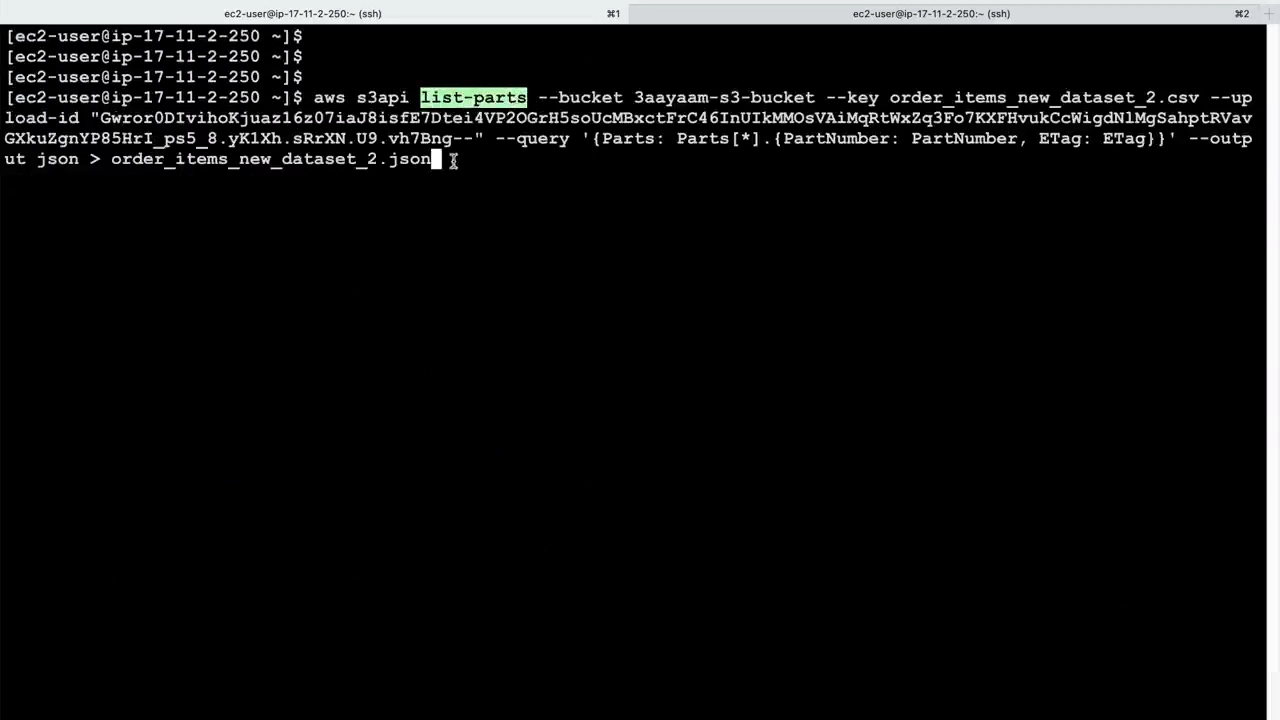 ec2-user@ip-17-11-2-250:~ (ssh) ⌘1 ec2-user@ip-17-11-2-250:~ (ssh) ⌘2 +
[ec2-user@ip-17-11-2-250 ~]$
[ec2-user@ip-17-11-2-250 ~]$
[ec2-user@ip-17-11-2-250 ~]$
[ec2-user@ip-17-11-2-250 ~]$ aws s3api list-parts --bucket 3aayaam-s3-bucket --key order_items_new_dataset_2.csv --up
load-id "Gwror0DIvihoKjuaz16z07iaJ8isfE7Dtei4VP2OGrH5soUcMBxctFrC46InUIkMMOsVAiMqRtWxZq3Fo7KXFHvukCcWigdNlMgSahptRVav
GXkuZgnYP85HrI_ps5_8.yK1Xh.sRrXN.U9.vh7Bng--" --query '{Parts: Parts[*].{PartNumber: PartNumber, ETag: ETag}}' --outp
ut json > order_items_new_dataset_2.json